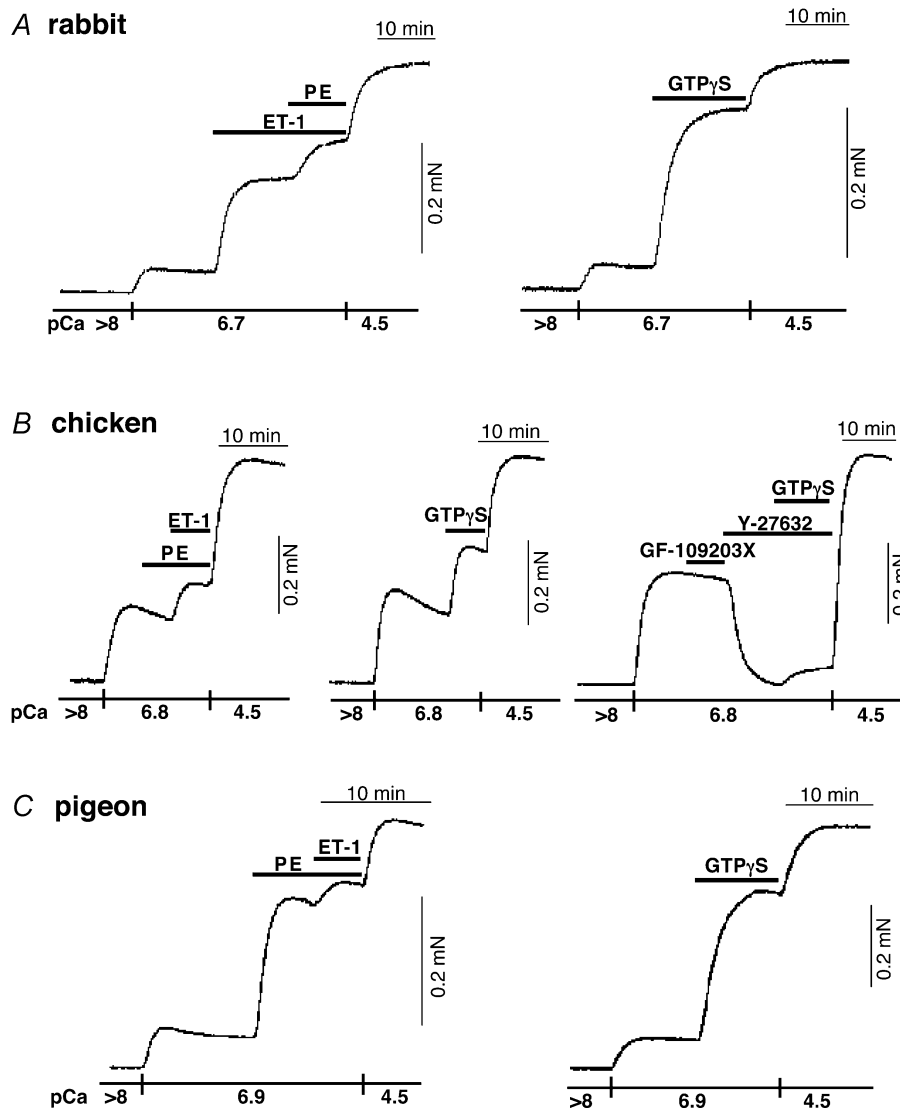 A rabbit
10 min
10 min
PE
ET-1
GTPγS
0.2 mN
0.2 mN
pCa >8 6.7 4.5
>8 6.7 4.5
B chicken
10 min
10 min
10 min
ET-1
PE
GTPγS
GTPγS
Y-27632
GF-109203X
0.2 mN
0.2 mN
0.2 mN
pCa >8 6.8 4.5
>8 6.8 4.5
>8 6.8 4.5
C pigeon
10 min
10 min
ET-1
PE
GTPγS
0.2 mN
0.2 mN
pCa >8 6.9 4.5
>8 6.9 4.5